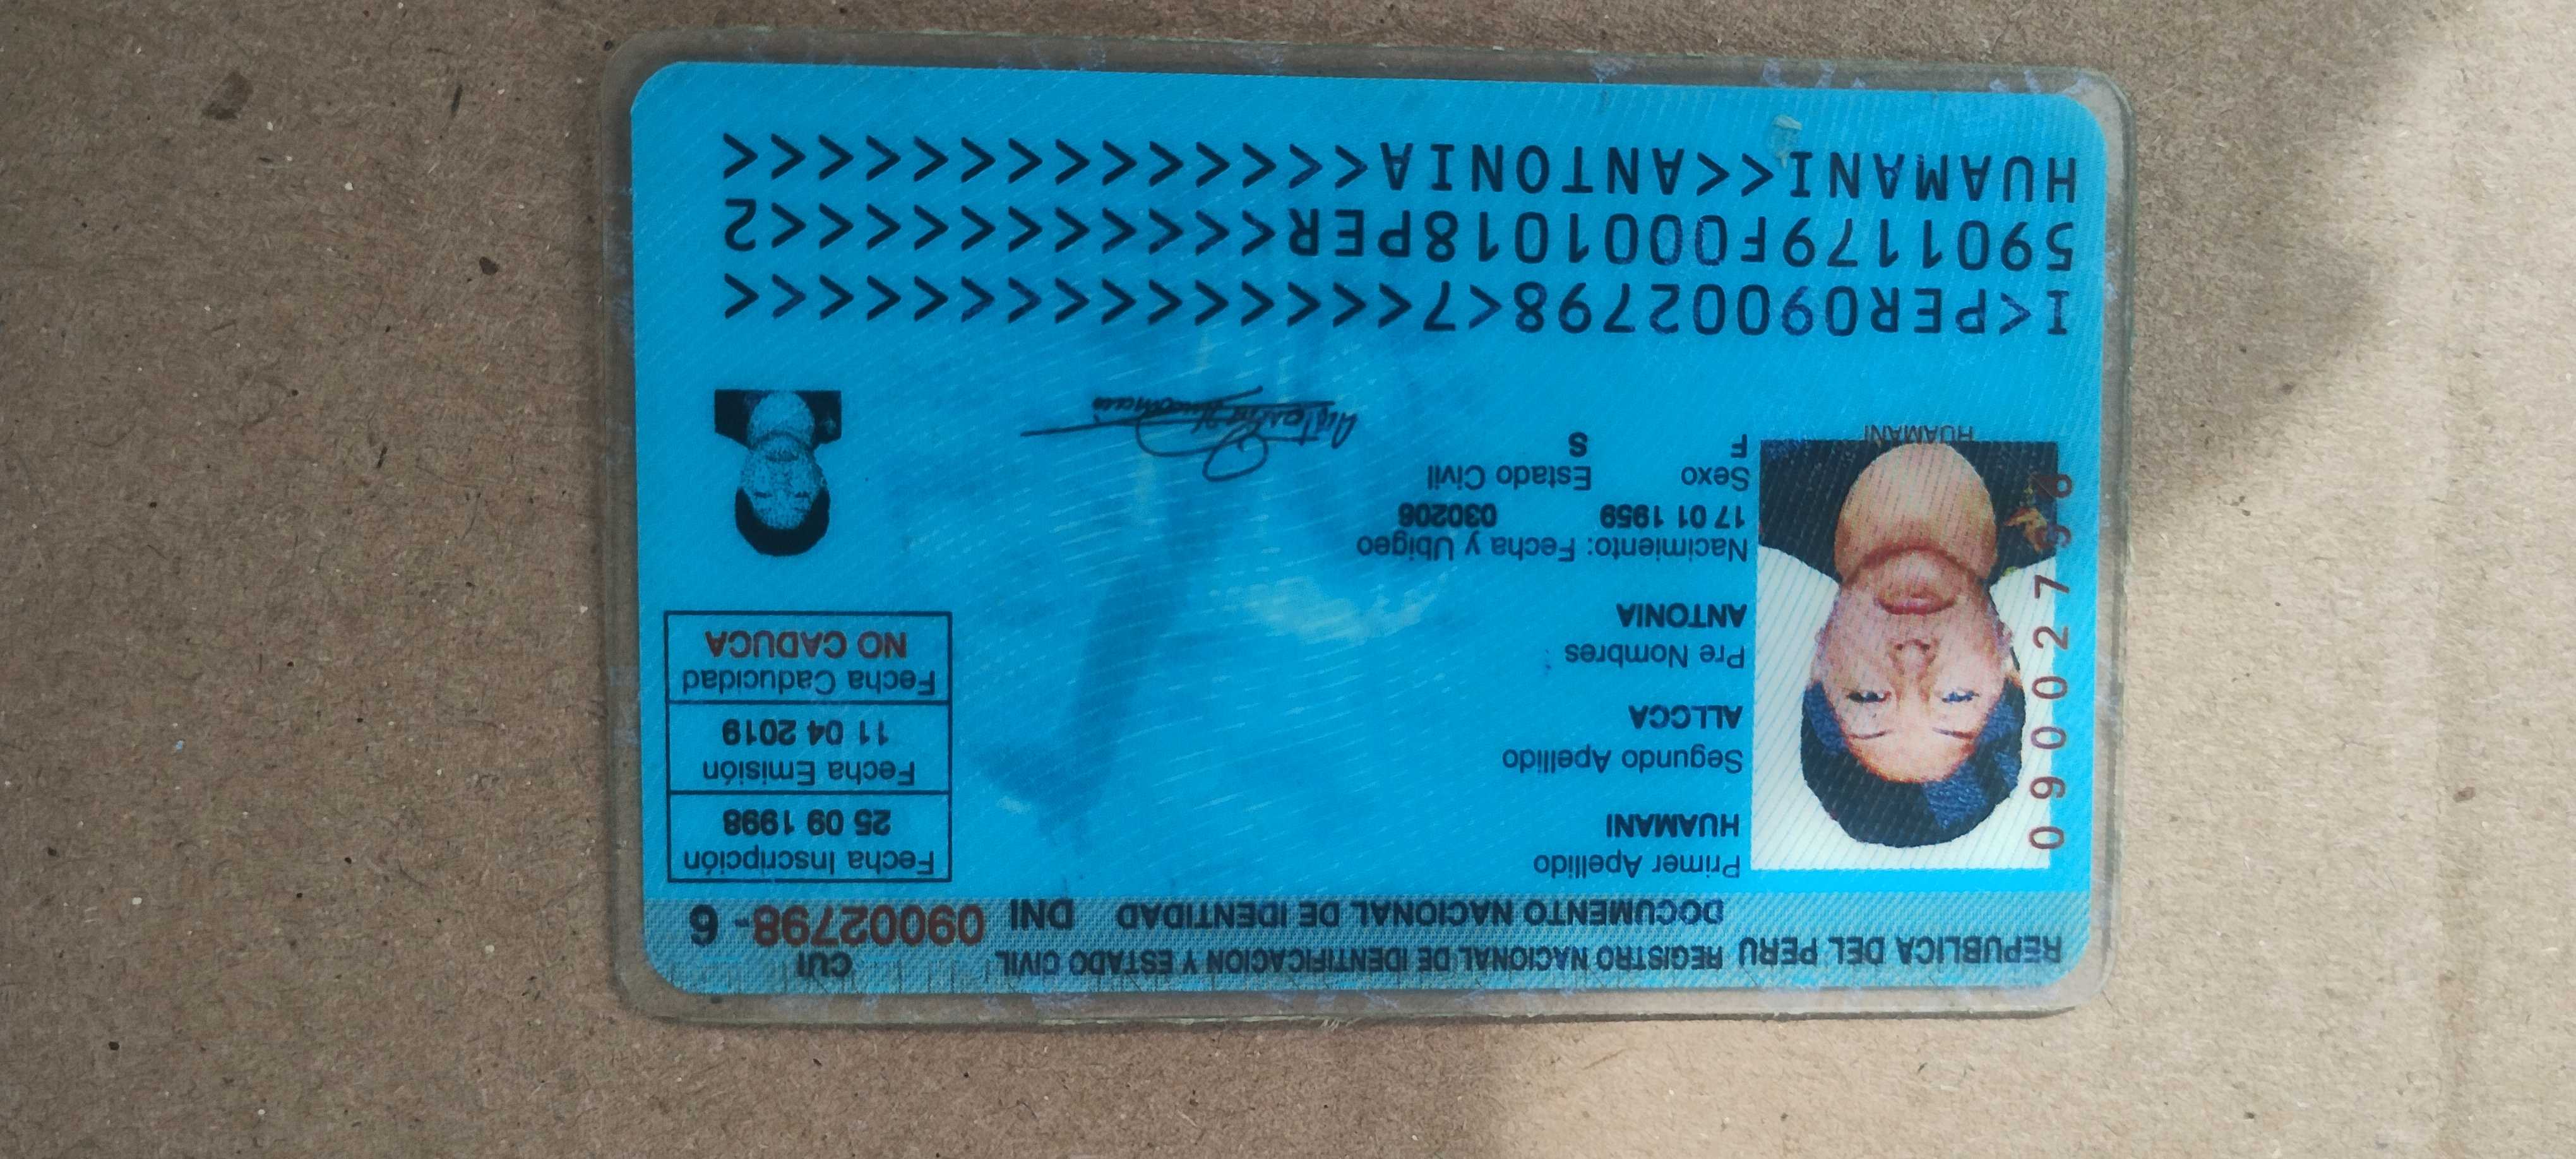 REPUBLICA DEL PERU REGISTRO NACIONAL DE IDENTIFICACION Y ESTADO CIVIL
CUI
DOCUMENTO NACIONAL DE IDENTIDAD DNI 09002798 - 6
Primer Apellido
HUAMANI
Segundo Apellido
ALLCCA
Pre Nombres
ANTONIA
Nacimiento: Fecha y Ubigeo
17 01 1959 030206
Sexo Estado Civil
F S
Fecha Inscripción
25 09 1998
Fecha Emisión
11 04 2019
Fecha Caducidad
NO CADUCA
09002798
HUAMANI
Antonia Huamani
I<PER09002798<7<<<<<<<<<<<<<<<
5901179F0001018PER<<<<<<<<<<<2
HUAMANI<<ANTONIA<<<<<<<<<<<<<<